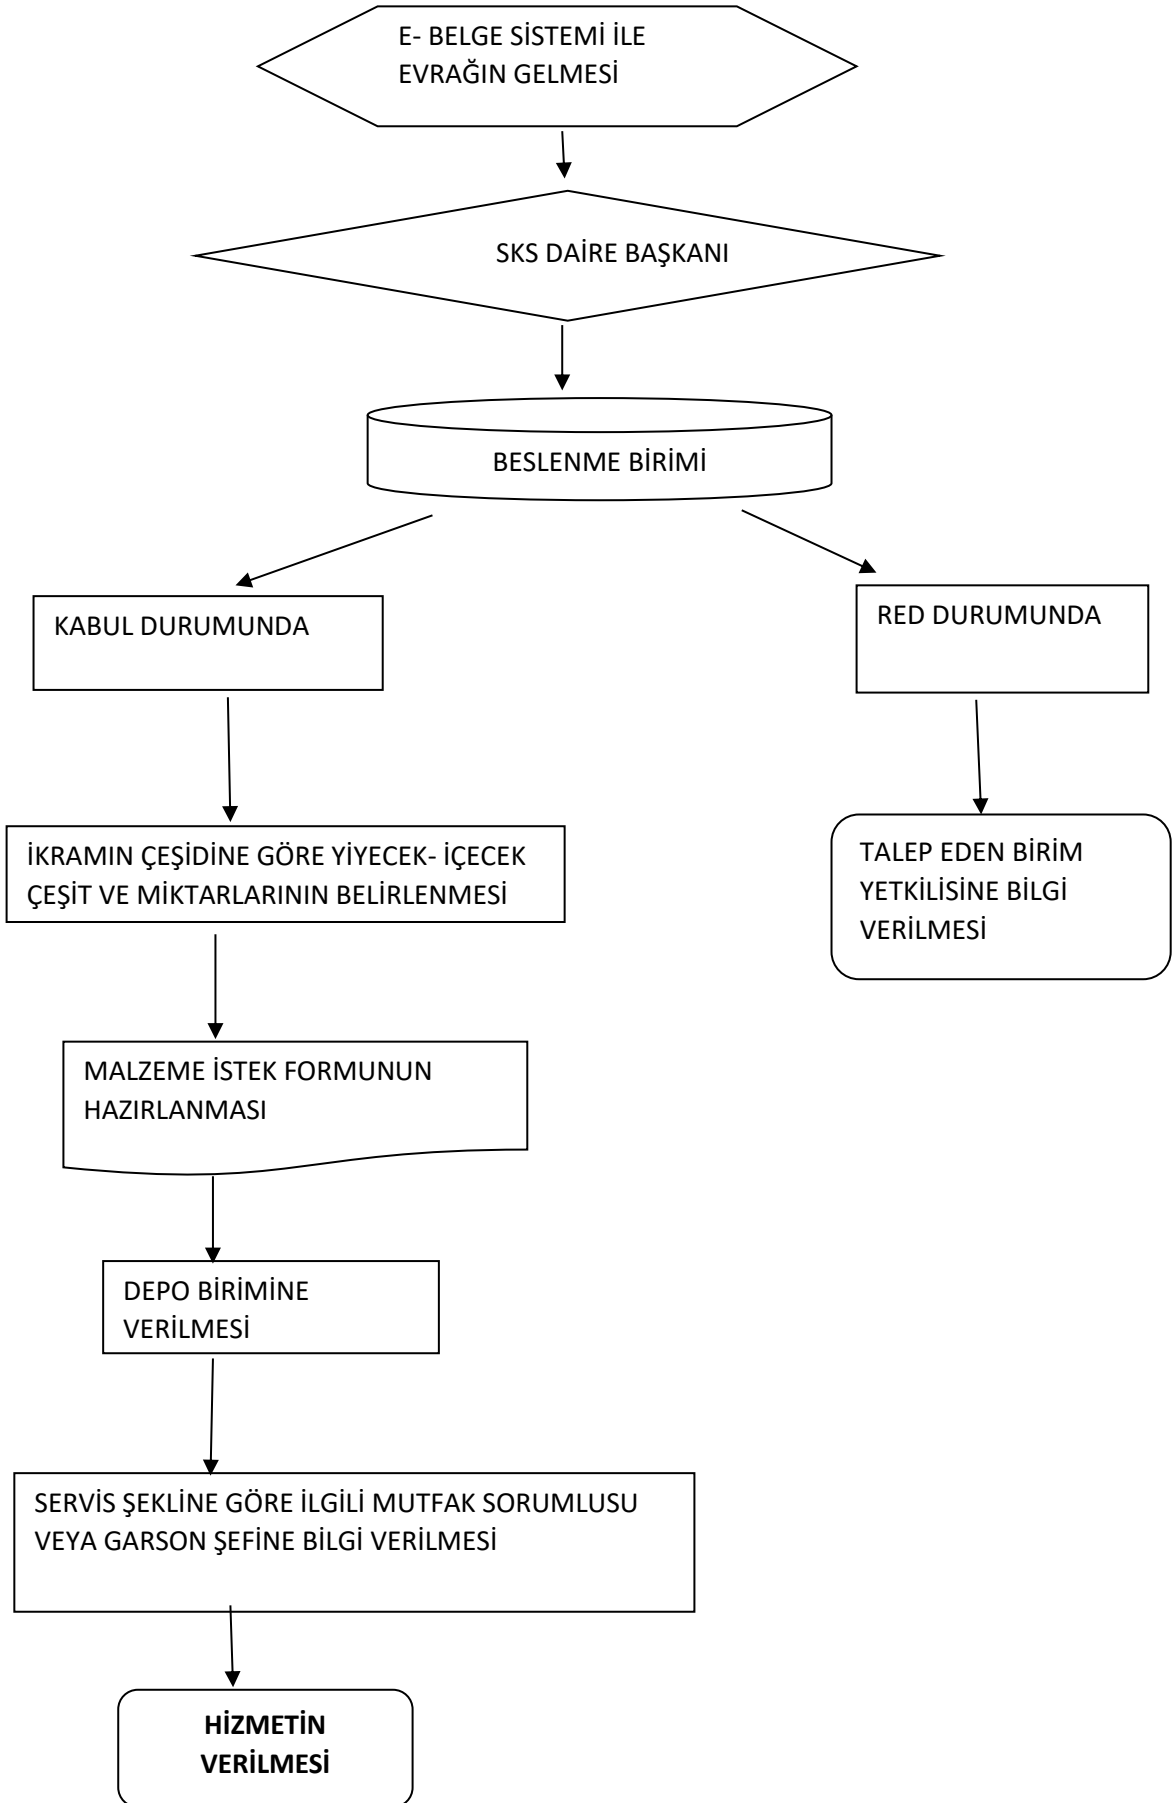 E- BELGE SİSTEMİ İLE
EVRAĞIN GELMESİ
SKS DAİRE BAŞKANI
BESLENME BİRİMİ
KABUL DURUMUNDA
RED DURUMUNDA
İKRAMIN ÇEŞİDİNE GÖRE YİYECEK- İÇECEK
ÇEŞİT VE MİKTARLARININ BELİRLENMESİ
TALEP EDEN BİRİM
YETKİLİSİNE BİLGİ
VERİLMESİ
MALZEME İSTEK FORMUNUN
HAZIRLANMASI
DEPO BİRİMİNE
VERİLMESİ
SERVİS ŞEKLİNE GÖRE İLGİLİ MUTFAK SORUMLUSU
VEYA GARSON ŞEFİNE BİLGİ VERİLMESİ
HİZMETİN
VERİLMESİ